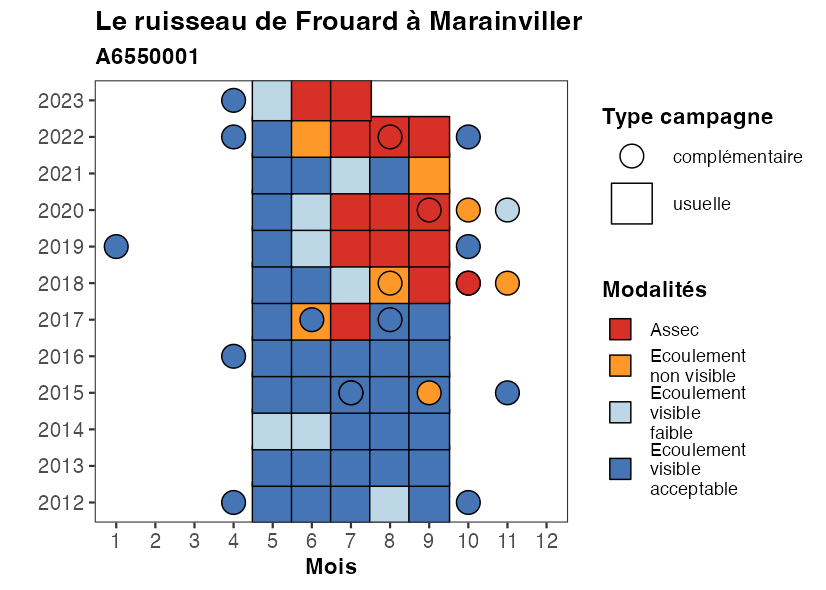 Le ruisseau de Frouard à Marainviller
A6550001
2023
2022
2021
2020
2019
2018
2017
2016
2015
2014
2013
2012
1 2 3 4 5 6 7 8 9 10 11 12
Mois
Type campagne
complémentaire
usuelle
Modalités
Assec
Ecoulement
non visible
Ecoulement
visible
faible
Ecoulement
visible
acceptable